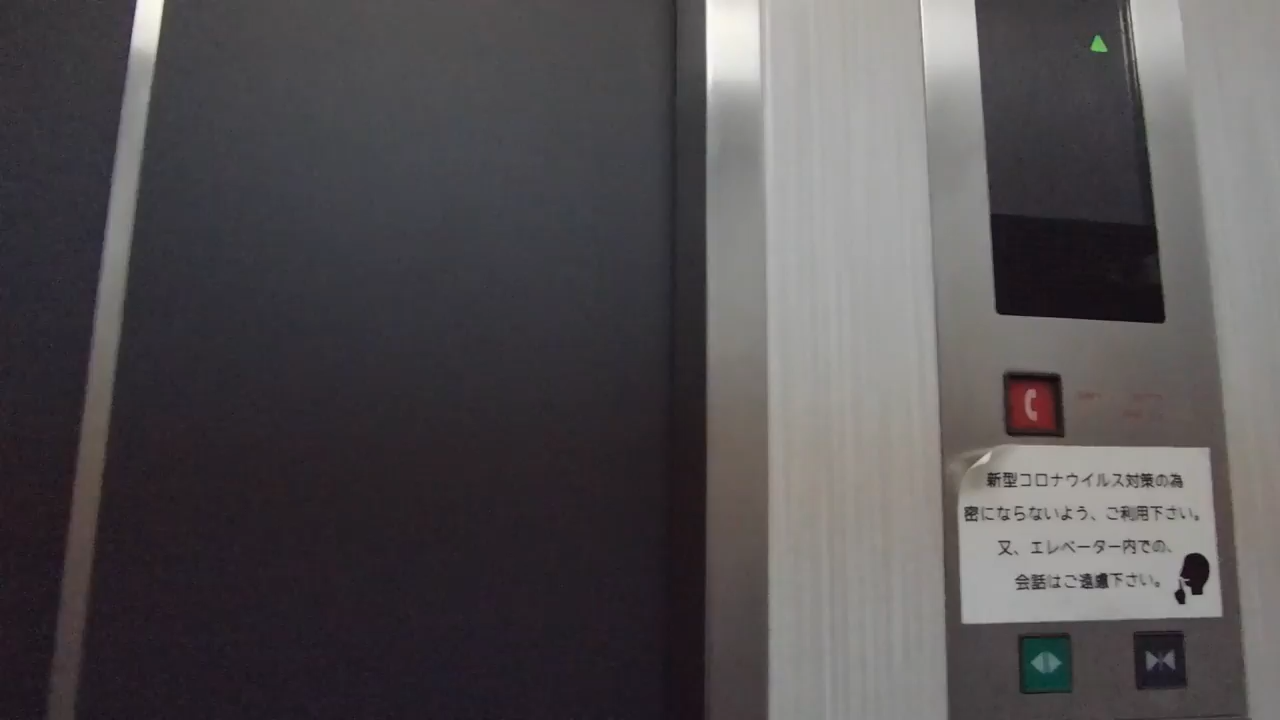 新型コロナウイルス対策の為
密にならないよう、ご利用下さい。
又、エレベーター内での、
会話はご遠慮下さい。